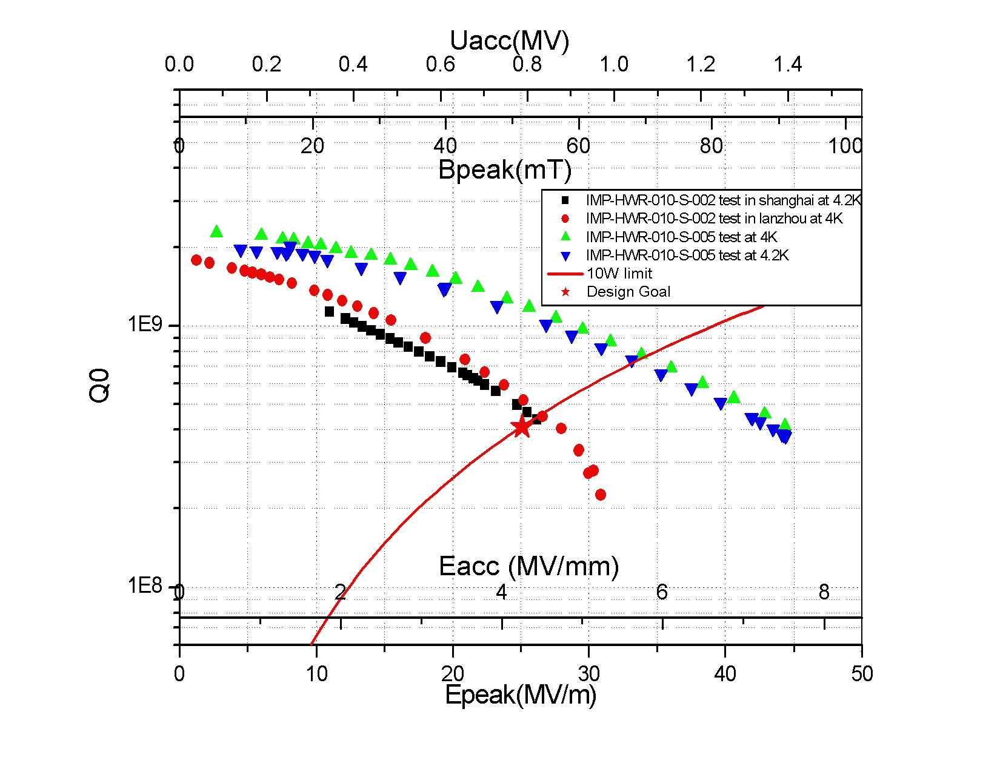 Uacc(MV)
0.0 0.2 0.4 0.6 0.8 1.0 1.2 1.4
0 20 40 60 80 100
Bpeak(mT)
IMP-HWR-010-S-002 test in shanghai at 4.2K
IMP-HWR-010-S-002 test in lanzhou at 4K
IMP-HWR-010-S-005 test at 4K
IMP-HWR-010-S-005 test at 4.2K
10W limit
Design Goal
1E9
Q0
Eacc (MV/mm)
1E8
0 2 4 6 8
0 10 20 30 40 50
Epeak(MV/m)